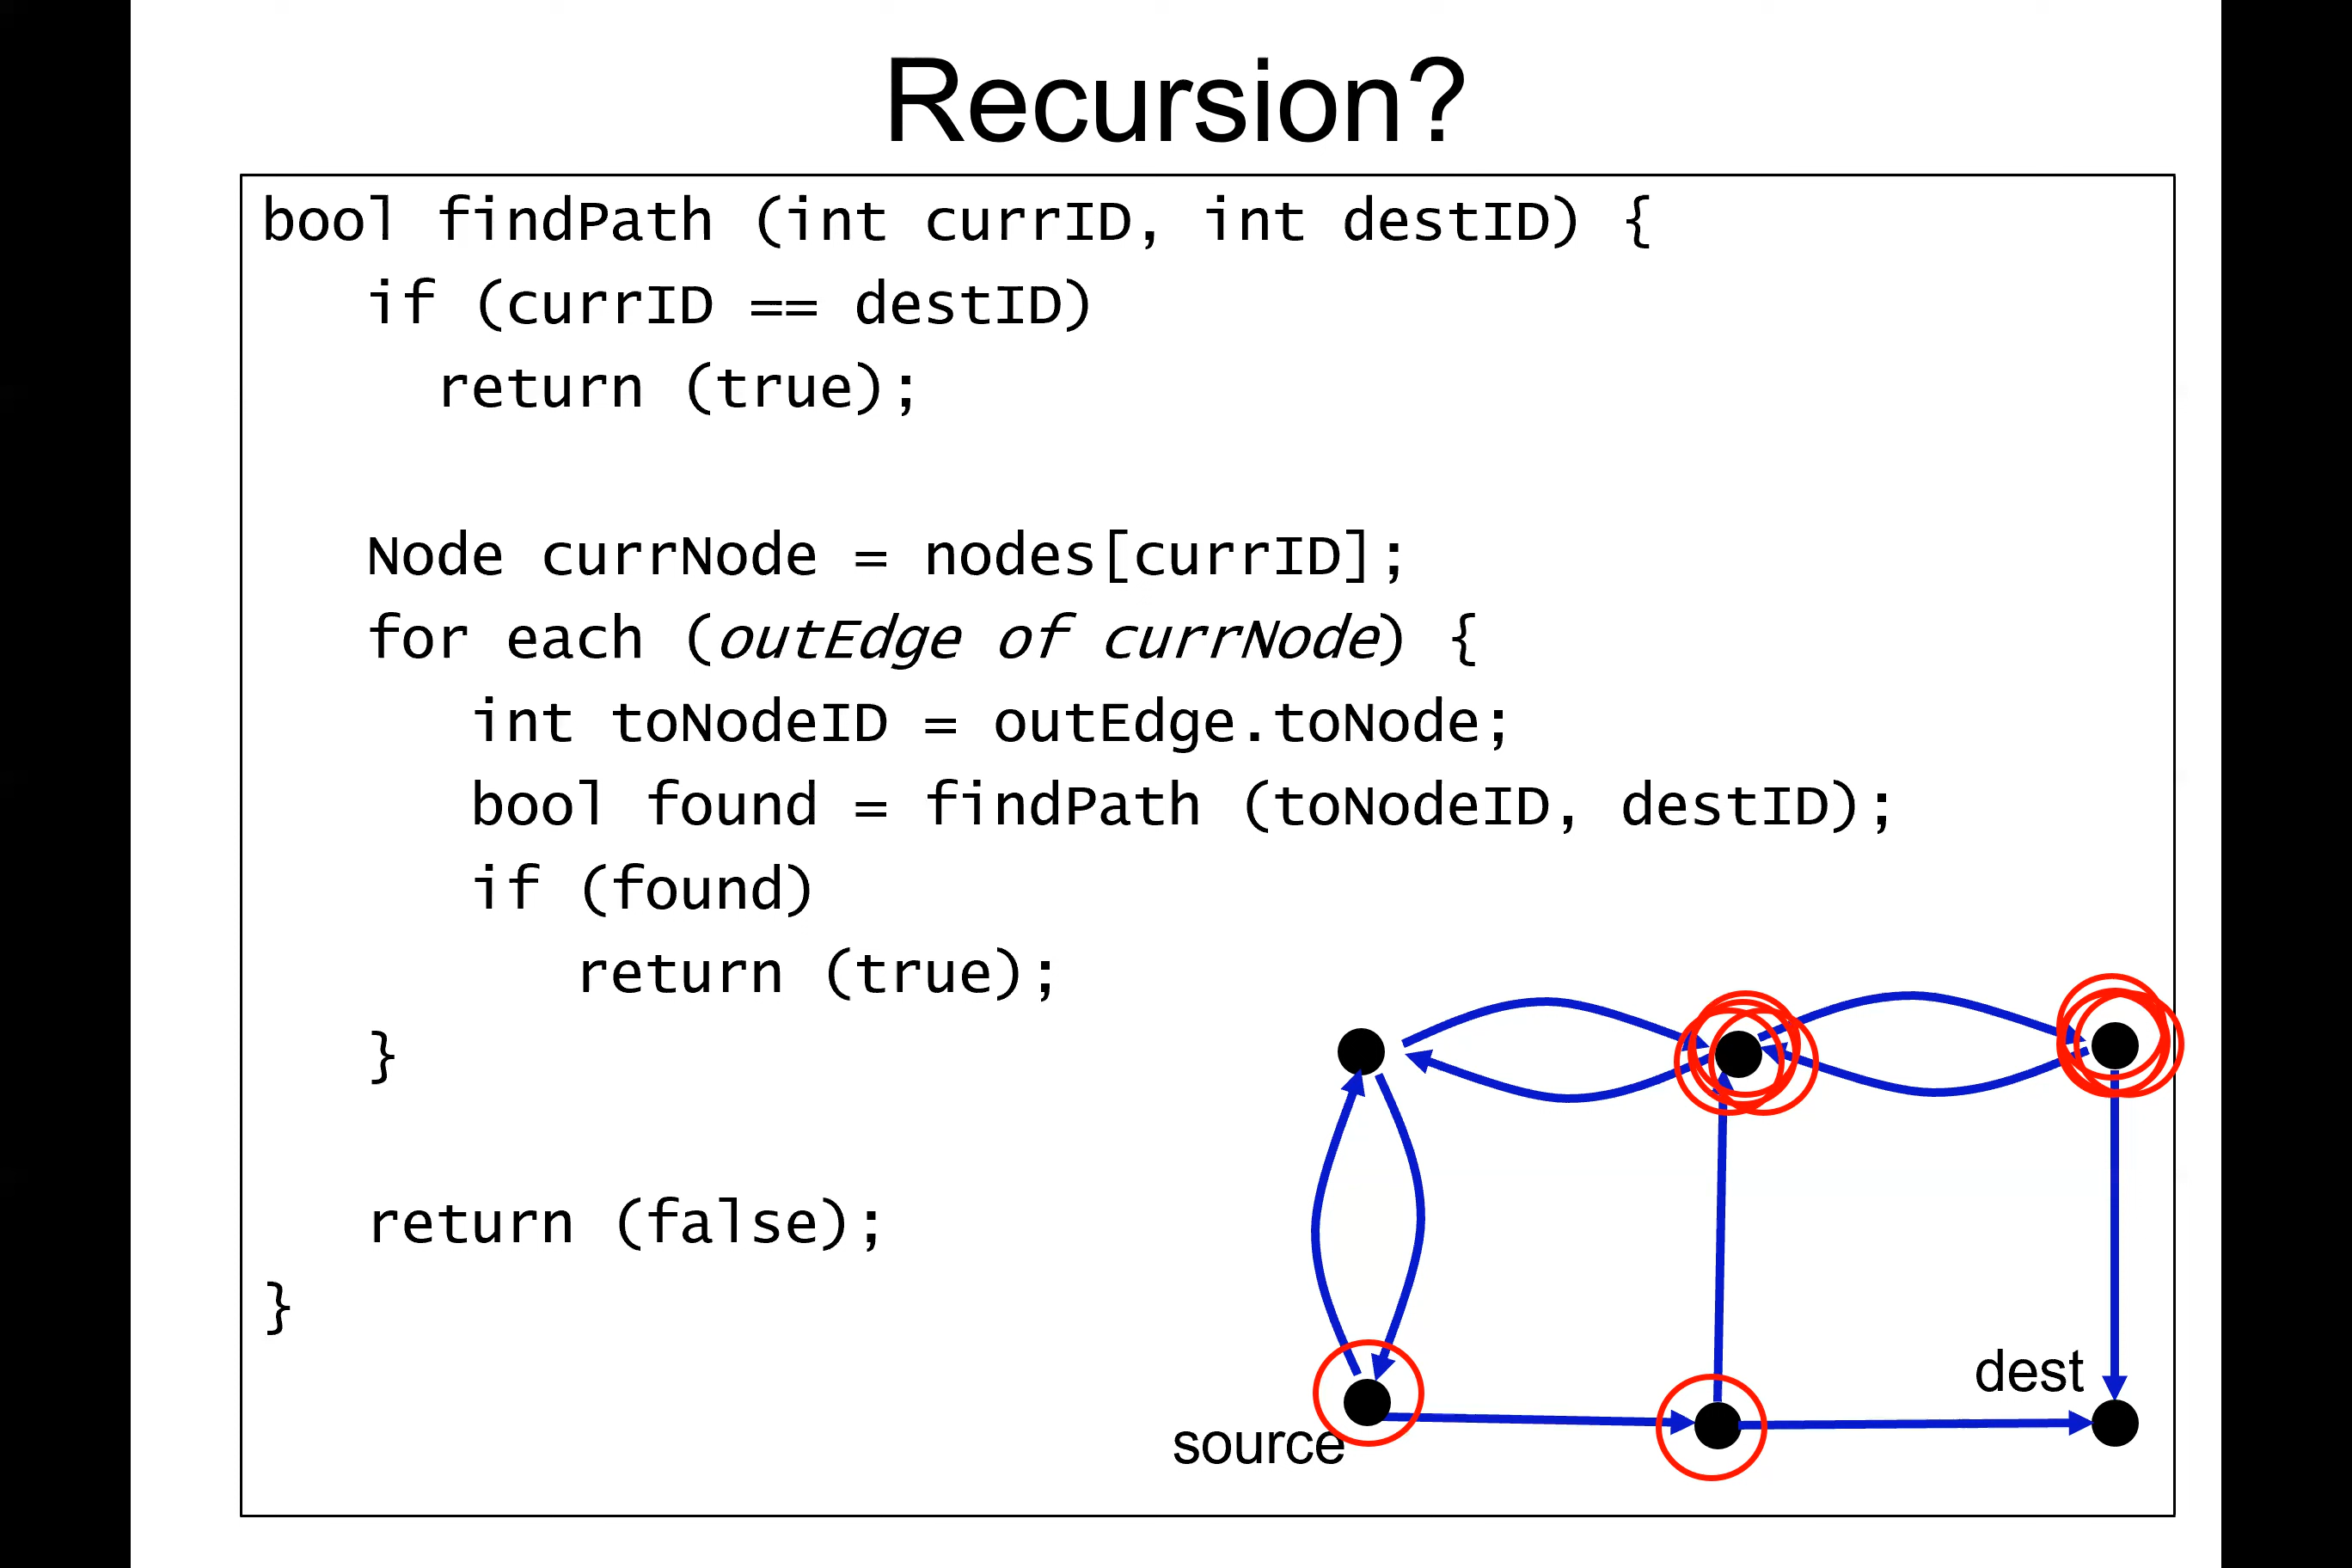 Recursion?
bool findPath (int currID, int destID) {
if (currID == destID)
return (true);
Node currNode = nodes[currID];
for each (outEdge of currNode) {
int toNodeID = outEdge.toNode;
bool found = findPath (toNodeID, destID);
if (found)
return (true);
}
return (false);
}
dest
source